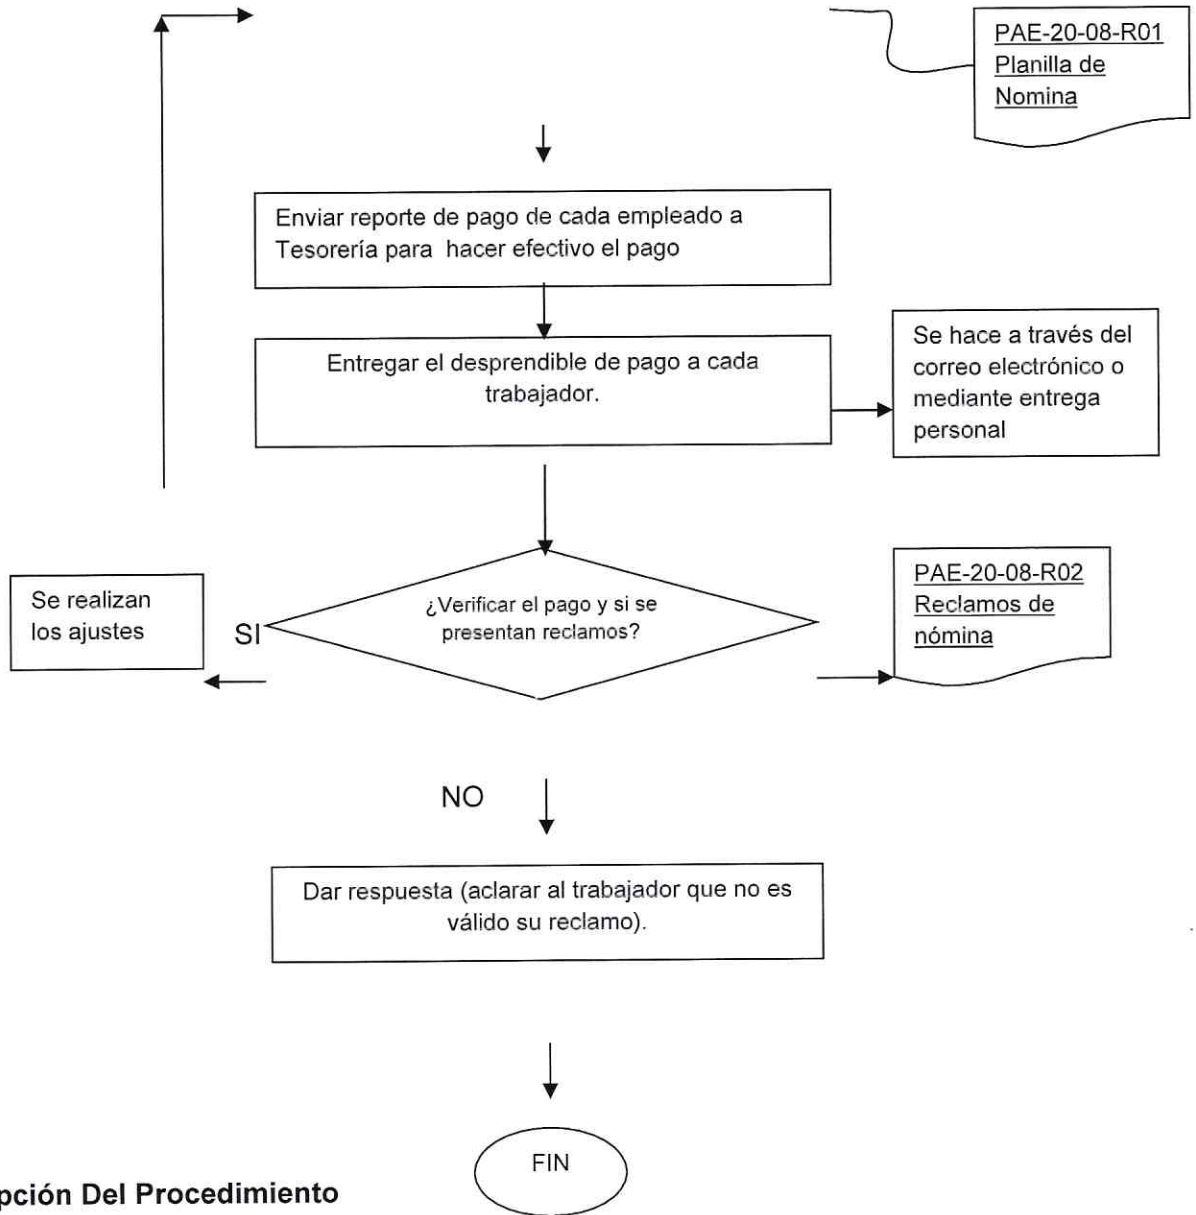 PAE-20-08-R01
Planilla de
Nomina
Enviar reporte de pago de cada empleado a
Tesorería para hacer efectivo el pago
Entregar el desprendible de pago a cada
trabajador.
Se hace a través del
correo electrónico o
mediante entrega
personal
Se realizan
los ajustes
SI
¿Verificar el pago y si se
presentan reclamos?
PAE-20-08-R02
Reclamos de
nómina
NO
Dar respuesta (aclarar al trabajador que no es
válido su reclamo).
FIN
pción Del Procedimiento